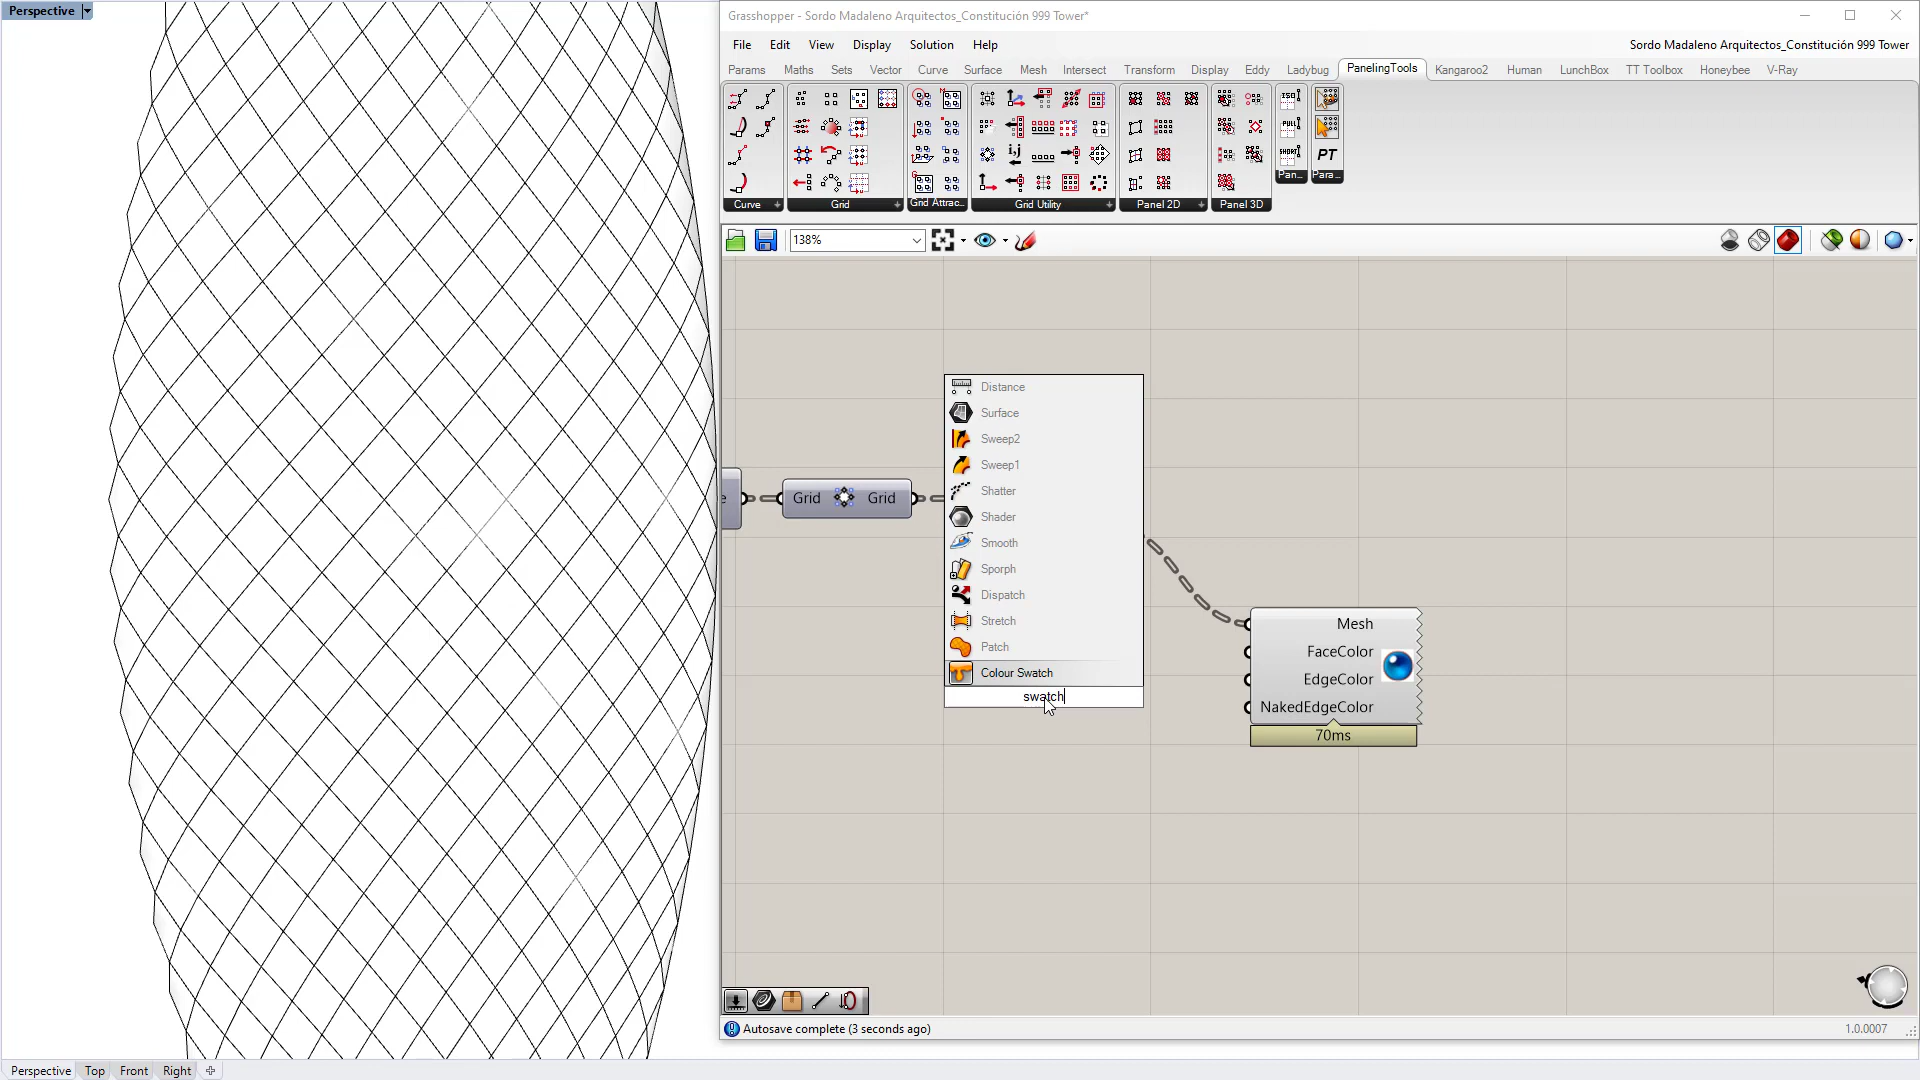 Perspective
Grasshopper - Sordo Madaleno Arquitectos_Constitución 999 Tower*
File Edit View Display Solution Help
Sordo Madaleno Arquitectos_Constitución 999 Tower
Params Maths Sets Vector Curve Surface Mesh Intersect Transform Display Eddy Ladybug PanelingTools Kangaroo2 Human LunchBox TT Toolbox Honeybee V-Ray
ISO
PULL
i,j
SHORT
PT
Pan... Para...
Curve Grid Grid Attrac... Grid Utility Panel 2D Panel 3D
138%
Distance
Surface
Sweep2
Sweep1
Shatter
Shader
Smooth
Sporph
Dispatch
Stretch
Patch
Colour Swatch
swatch
e
Grid Grid
Mesh
FaceColor
EdgeColor
NakedEdgeColor
70ms
Autosave complete (3 seconds ago)
1.0.0007
Perspective Top Front Right